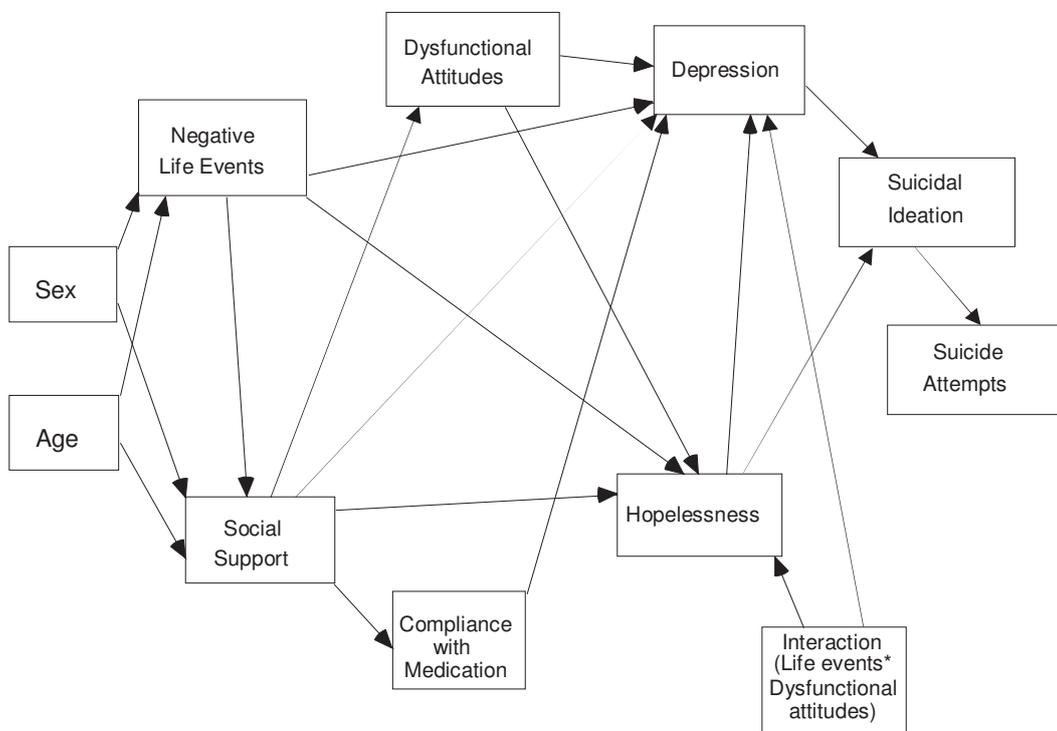 Dysfunctional
Attitudes
Depression
Negative
Life Events
Suicidal
Ideation
Sex
Suicide
Attempts
Age
Social
Support
Hopelessness
Compliance
with
Medication
Interaction
(Life events*
Dysfunctional
attitudes)